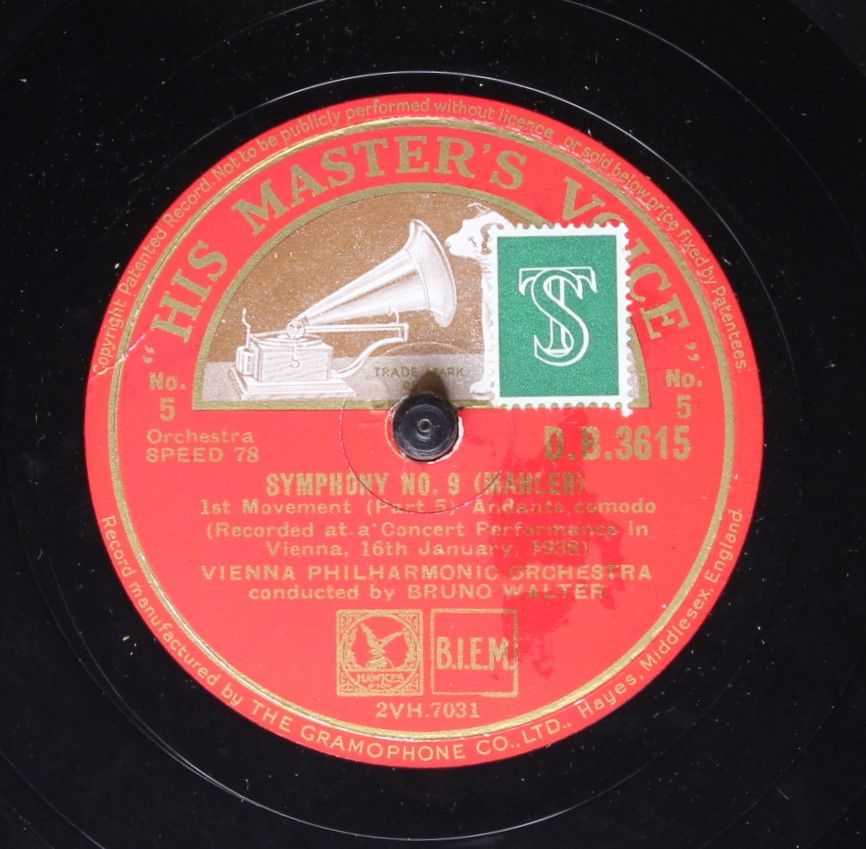 Copyright Patented Record. Not to be publicly performed without licence or sold below price fixed by Patentees.
"HIS MASTER'S VOICE"
TS
TRADE MARK
No. 5
No. 5
Orchestra
SPEED 78
D.B.3615
SYMPHONY NO. 9 (MAHLER)
1st Movement (Part 5) Andante comodo
(Recorded at a Concert Performance in
Vienna, 16th January, 1938)
VIENNA PHILHARMONIC ORCHESTRA
conducted by BRUNO WALTER
HAWKES
B.I.E.M.
2VH.7031
Record manufactured by THE GRAMOPHONE CO., LTD., Hayes, Middlesex, England.